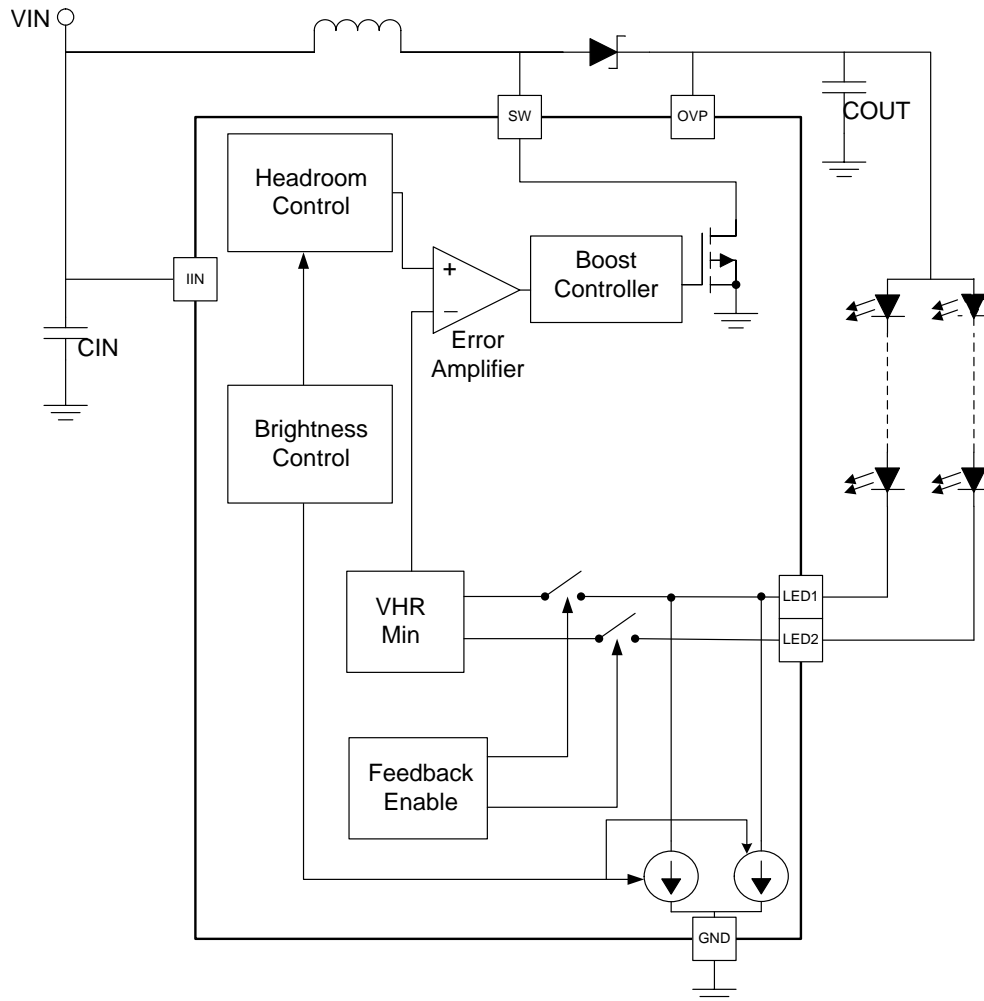 VIN
SW
OVP
COUT
Headroom
Control
IIN
+
−
Boost
Controller
Error
Amplifier
CIN
Brightness
Control
VHR
Min
LED1
LED2
Feedback
Enable
GND